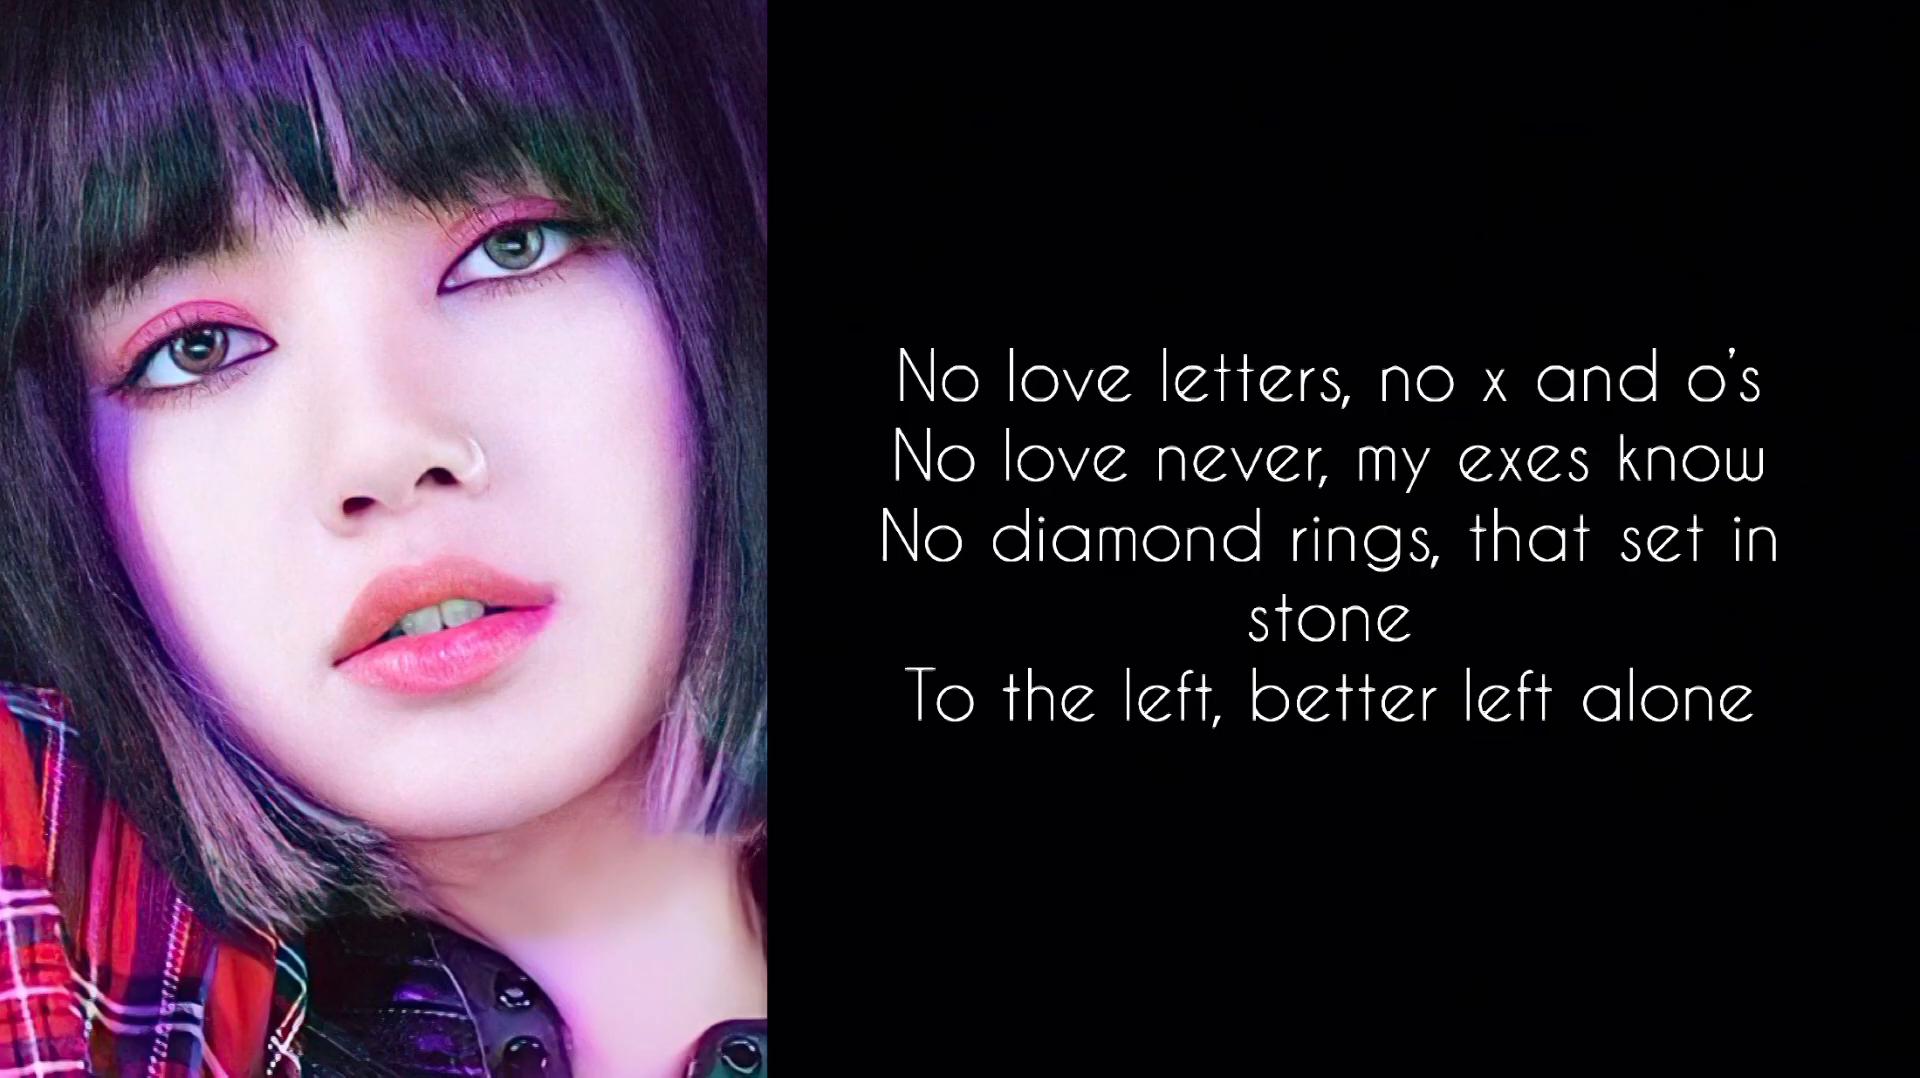 No love letters, no x and o's
No love never, my exes know
No diamond rings, that set in
stone
To the left, better left alone